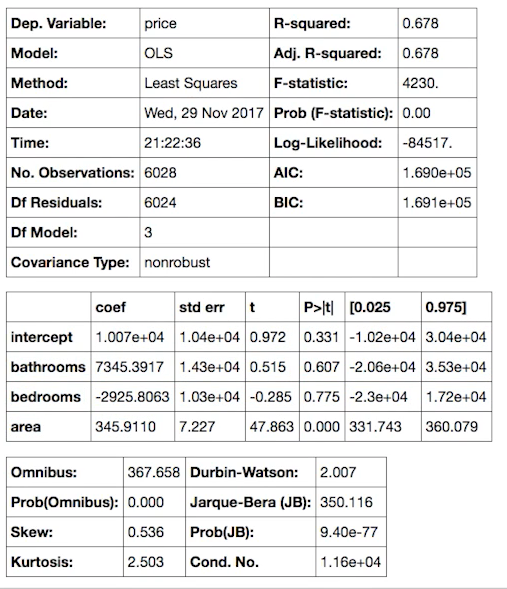 Dep. Variable: price R-squared: 0.678
Model: OLS Adj. R-squared: 0.678
Method: Least Squares F-statistic: 4230.
Date: Wed, 29 Nov 2017 Prob (F-statistic): 0.00
Time: 21:22:36 Log-Likelihood: -84517.
No. Observations: 6028 AIC: 1.690e+05
Df Residuals: 6024 BIC: 1.691e+05
Df Model: 3
Covariance Type: nonrobust
coef std err t P>|t| [0.025 0.975]
intercept 1.007e+04 1.04e+04 0.972 0.331 -1.02e+04 3.04e+04
bathrooms 7345.3917 1.43e+04 0.515 0.607 -2.06e+04 3.53e+04
bedrooms -2925.8063 1.03e+04 -0.285 0.775 -2.3e+04 1.72e+04
area 345.9110 7.227 47.863 0.000 331.743 360.079
Omnibus: 367.658 Durbin-Watson: 2.007
Prob(Omnibus): 0.000 Jarque-Bera (JB): 350.116
Skew: 0.536 Prob(JB): 9.40e-77
Kurtosis: 2.503 Cond. No. 1.16e+04